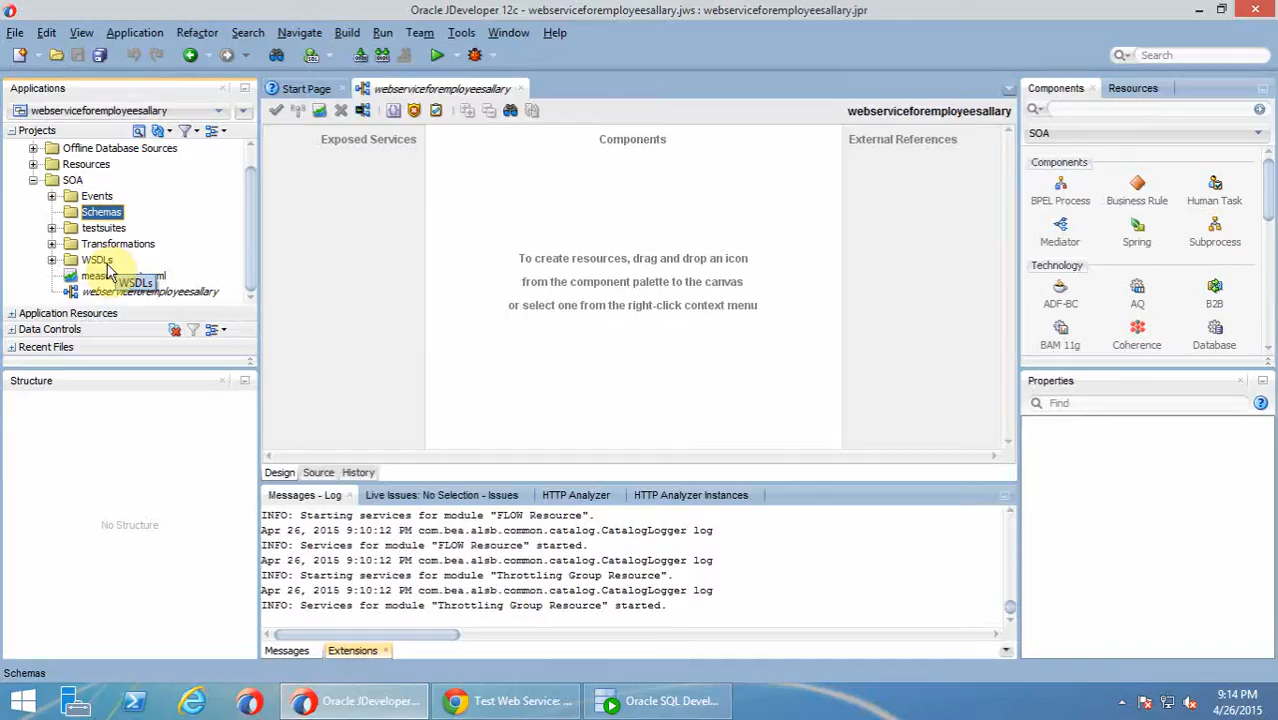 Oracle JDeveloper 12c - webserviceforemployeesallary.jws : webserviceforemployeesallary.jpr
File Edit View Application Refactor Search Navigate Build Run Team Tools Window Help
Search
Applications
webserviceforemployeesallary
Projects
Offline Database Sources
Resources
SOA
Events
Schemas
testsuites
Transformations
WSDLs
WSDLs
webserviceforemployeesallary
Application Resources
Data Controls
Recent Files
Structure
No Structure
Schemas
Start Page
webserviceforemployeesallary
webserviceforemployeesallary
Exposed Services
Components
External References
To create resources, drag and drop an icon
from the component palette to the canvas
or select one from the right-click context menu
Design Source History
Messages - Log
Live Issues: No Selection - Issues
HTTP Analyzer
HTTP Analyzer Instances
INFO: Starting services for module "FLOW Resource".
Apr 26, 2015 9:10:12 PM com.bea.alsb.common.catalog.CatalogLogger log
INFO: Services for module "FLOW Resource" started.
Apr 26, 2015 9:10:12 PM com.bea.alsb.common.catalog.CatalogLogger log
INFO: Starting services for module "Throttling Group Resource".
Apr 26, 2015 9:10:12 PM com.bea.alsb.common.catalog.CatalogLogger log
INFO: Services for module "Throttling Group Resource" started.
Messages
Extensions
Components
Resources
SOA
Components
BPEL Process
Business Rule
Human Task
Mediator
Spring
Subprocess
Technology
ADF-BC
AQ
B2B
BAM 11g
Coherence
Database
Properties
Find
Oracle JDeveloper...
Test Web Service: ...
Oracle SQL Devel...
9:14 PM
4/26/2015